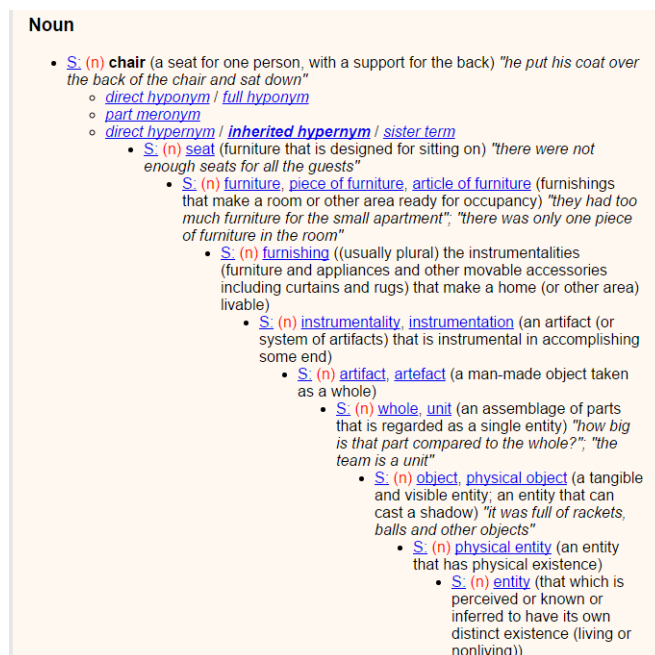 Noun
• S: (n) chair (a seat for one person, with a support for the back) "he put his coat over
the back of the chair and sat down"
○ direct hyponym / full hyponym
○ part meronym
○ direct hypernym / inherited hypernym / sister term
• S: (n) seat (furniture that is designed for sitting on) "there were not
enough seats for all the guests"
• S: (n) furniture, piece of furniture, article of furniture (furnishings
that make a room or other area ready for occupancy) "they had too
much furniture for the small apartment"; "there was only one piece
of furniture in the room"
• S: (n) furnishing ((usually plural) the instrumentalities
(furniture and appliances and other movable accessories
including curtains and rugs) that make a home (or other area)
livable)
• S: (n) instrumentality, instrumentation (an artifact (or
system of artifacts) that is instrumental in accomplishing
some end)
• S: (n) artifact, artefact (a man-made object taken
as a whole)
• S: (n) whole, unit (an assemblage of parts
that is regarded as a single entity) "how big
is that part compared to the whole?"; "the
team is a unit"
• S: (n) object, physical object (a tangible
and visible entity; an entity that can
cast a shadow) "it was full of rackets,
balls and other objects"
• S: (n) physical entity (an entity
that has physical existence)
• S: (n) entity (that which is
perceived or known or
inferred to have its own
distinct existence (living or
nonliving))